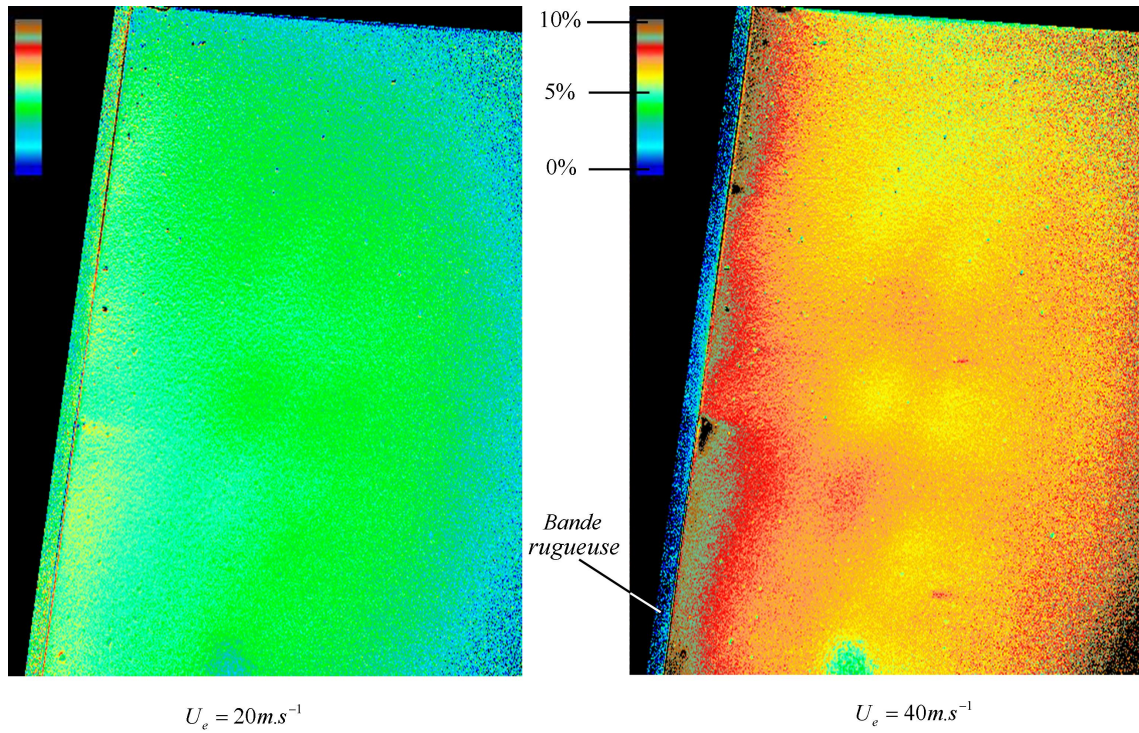 10%
5%
0%
Bande
rugueuse
U_e = 20m.s⁻¹
U_e = 40m.s⁻¹